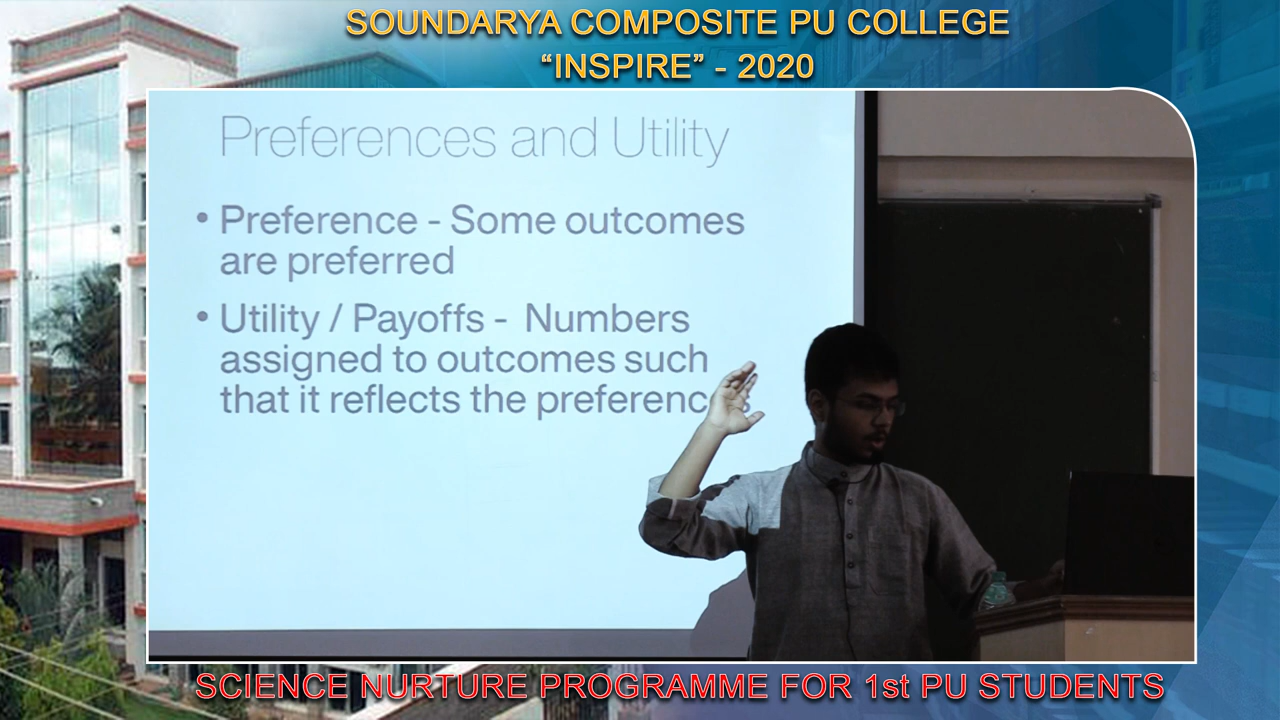 SOUNDARYA COMPOSITE PU COLLEGE
“INSPIRE” - 2020
Preferences and Utility
• Preference - Some outcomes
are preferred
• Utility / Payoffs - Numbers
assigned to outcomes such
that it reflects the preferences
SCIENCE NURTURE PROGRAMME FOR 1st PU STUDENTS